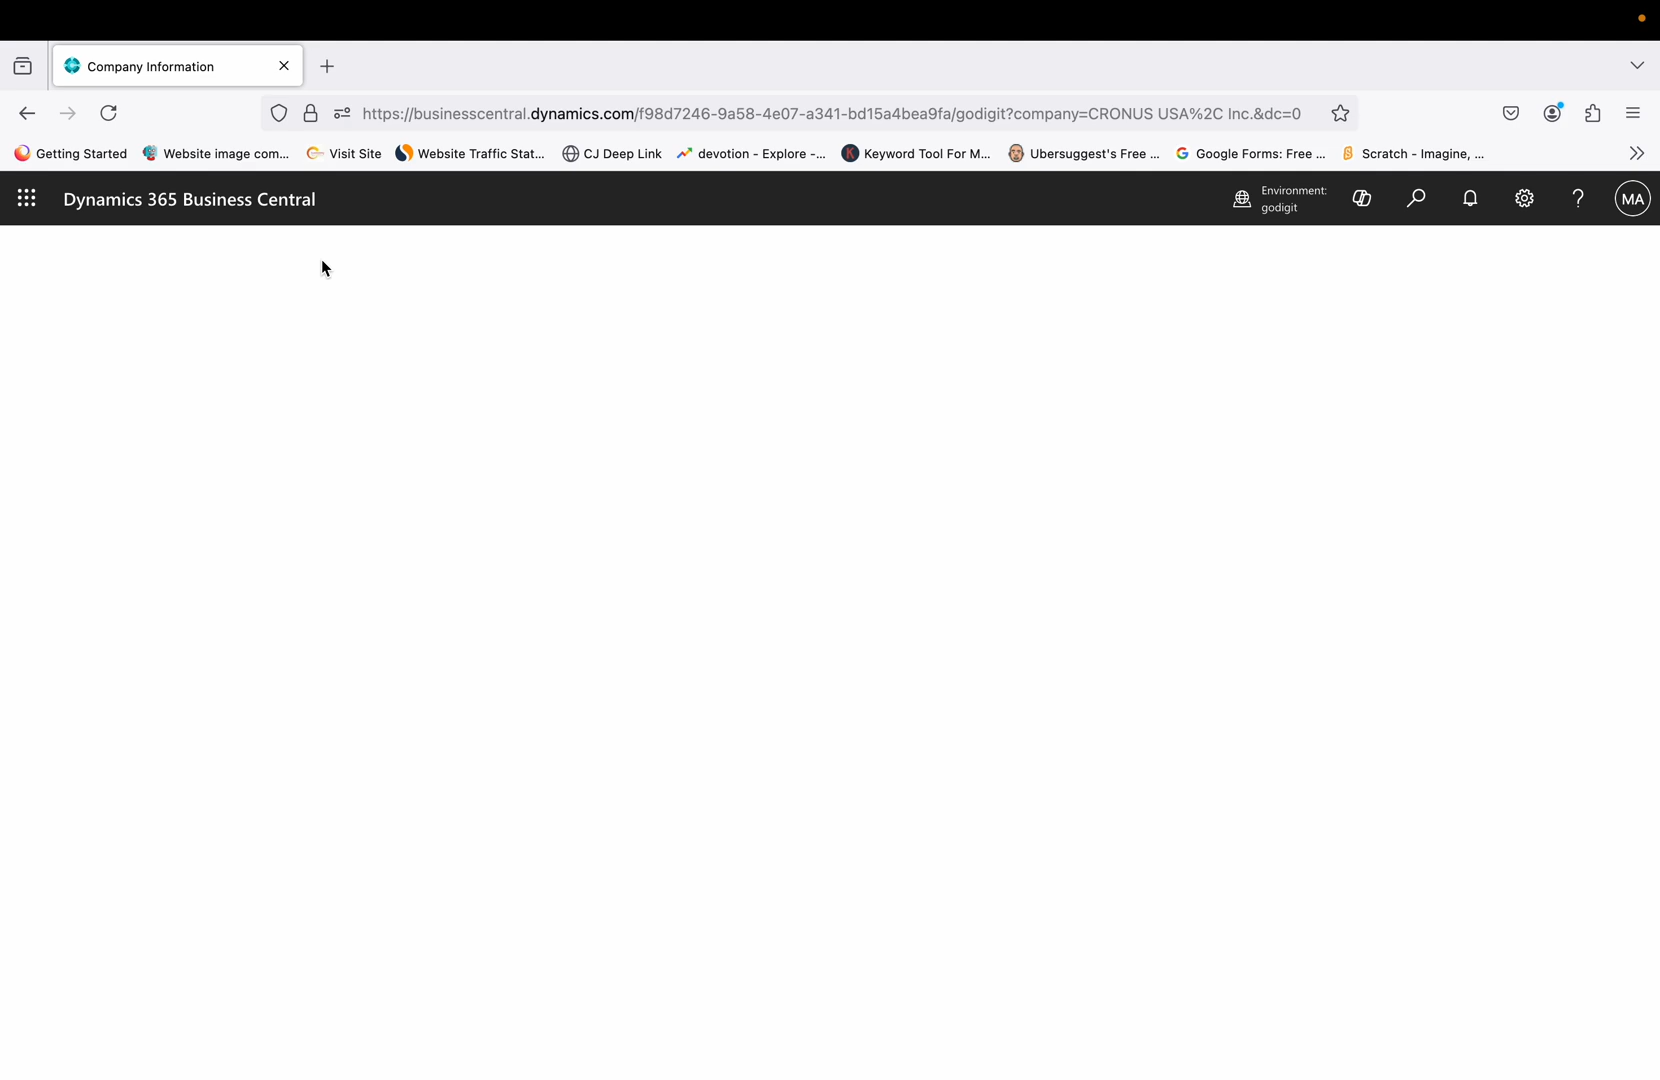 Company Information
https://businesscentral.dynamics.com/f98d7246-9a58-4e07-a341-bd15a4bea9fa/godigit?company=CRONUS USA%2C Inc.&dc=0
Getting Started
Website image com...
Visit Site
Website Traffic Stat...
CJ Deep Link
devotion - Explore -...
Keyword Tool For M...
Ubersuggest's Free ...
Google Forms: Free ...
Scratch - Imagine, ...
Dynamics 365 Business Central
Environment:
godigit
MA